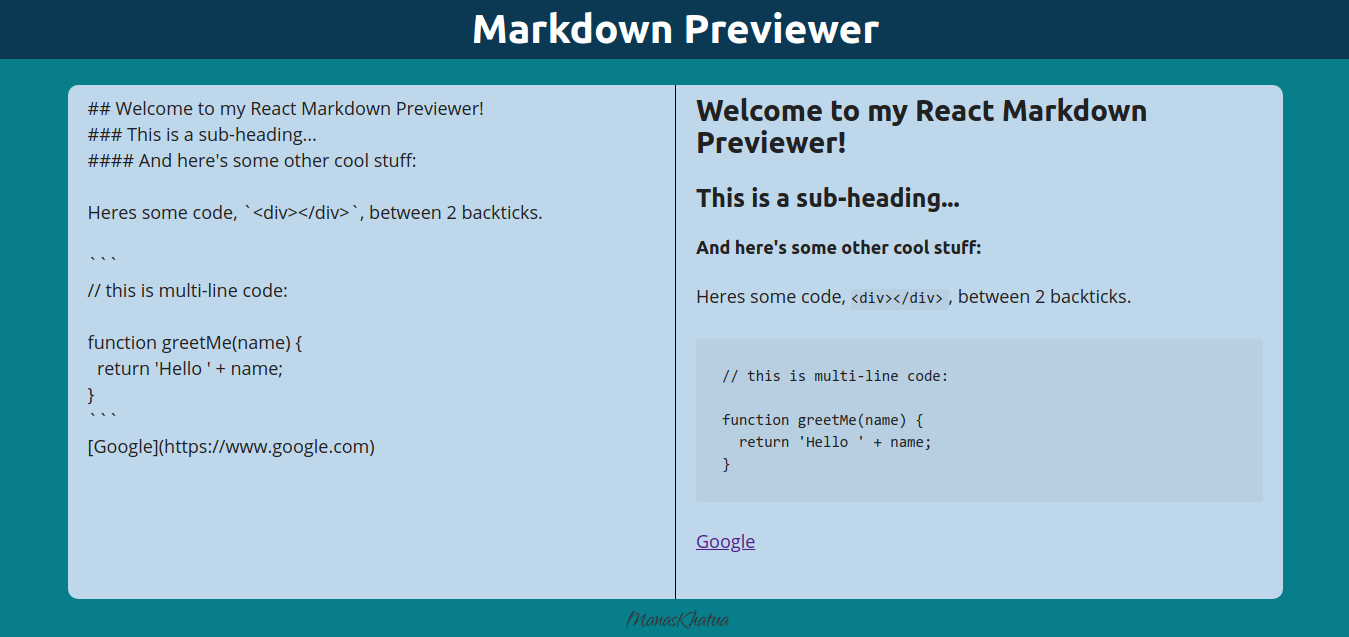 Markdown Previewer
## Welcome to my React Markdown Previewer!
### This is a sub-heading...
#### And here's some other cool stuff:
Heres some code, `<div></div>`, between 2 backticks.
```
// this is multi-line code:
function greetMe(name) {
  return 'Hello ' + name;
}
```
[Google](https://www.google.com)
Welcome to my React Markdown
Previewer!
This is a sub-heading...
And here's some other cool stuff:
Heres some code, <div></div>, between 2 backticks.
// this is multi-line code:
function greetMe(name) {
  return 'Hello ' + name;
}
Google
ManasKhatua